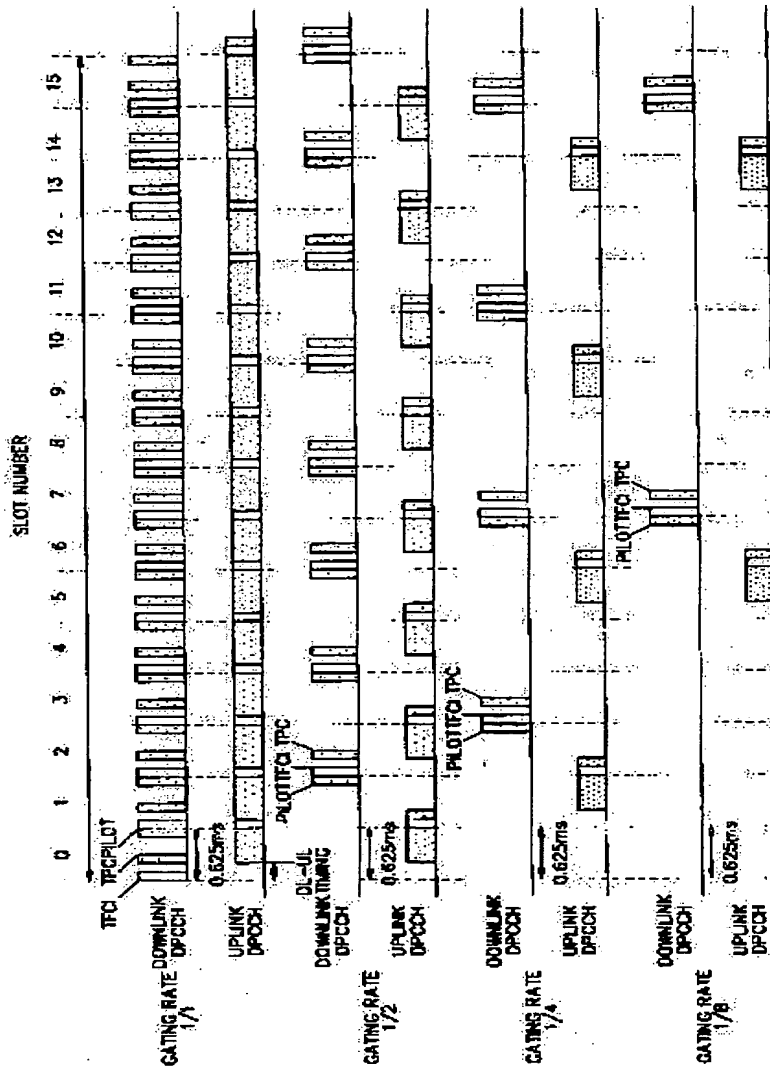 SLOT NUMBER
0 1 2 3 4 5 6 7 8 9 10 11 12 13 14 15
TFCI TPC PILOT
DOWNLINK
DPCCH
0.625ms
GATING RATE
1/1
UPLINK
DPCCH
DL-UL
TIMING
PILOT TFCI TPC
DOWNLINK
DPCCH
0.625ms
GATING RATE
1/2
UPLINK
DPCCH
PILOT TFCI TPC
DOWNLINK
DPCCH
0.625ms
GATING RATE
1/4
UPLINK
DPCCH
PILOT TFCI TPC
DOWNLINK
DPCCH
0.625ms
GATING RATE
1/8
UPLINK
DPCCH